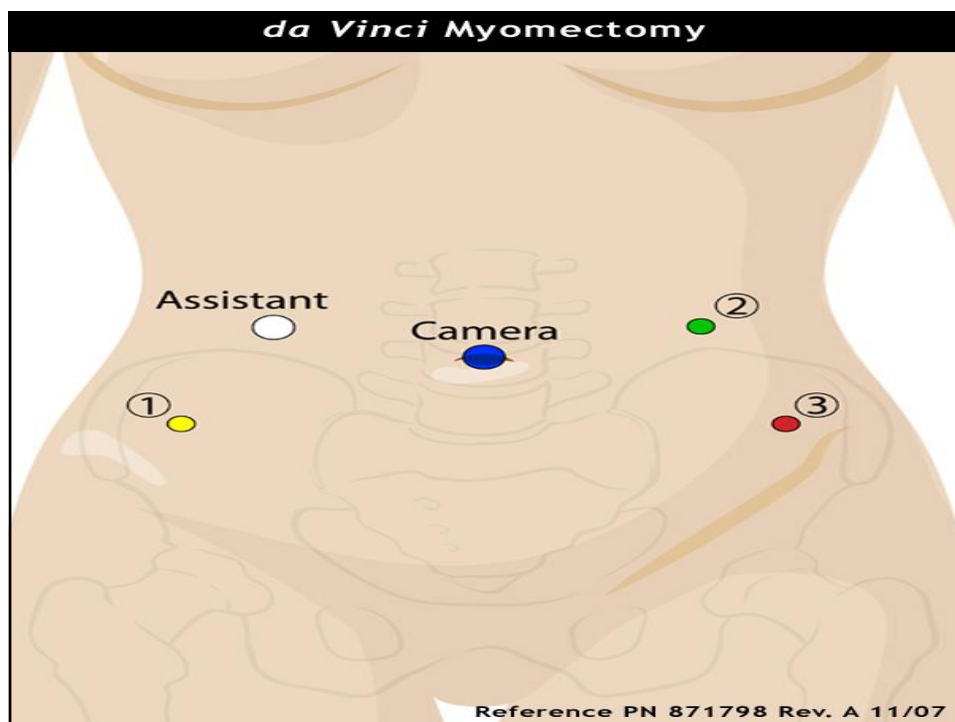 da Vinci Myomectomy
Assistant
Camera
②
①
③
Reference PN 871798 Rev. A 11/07